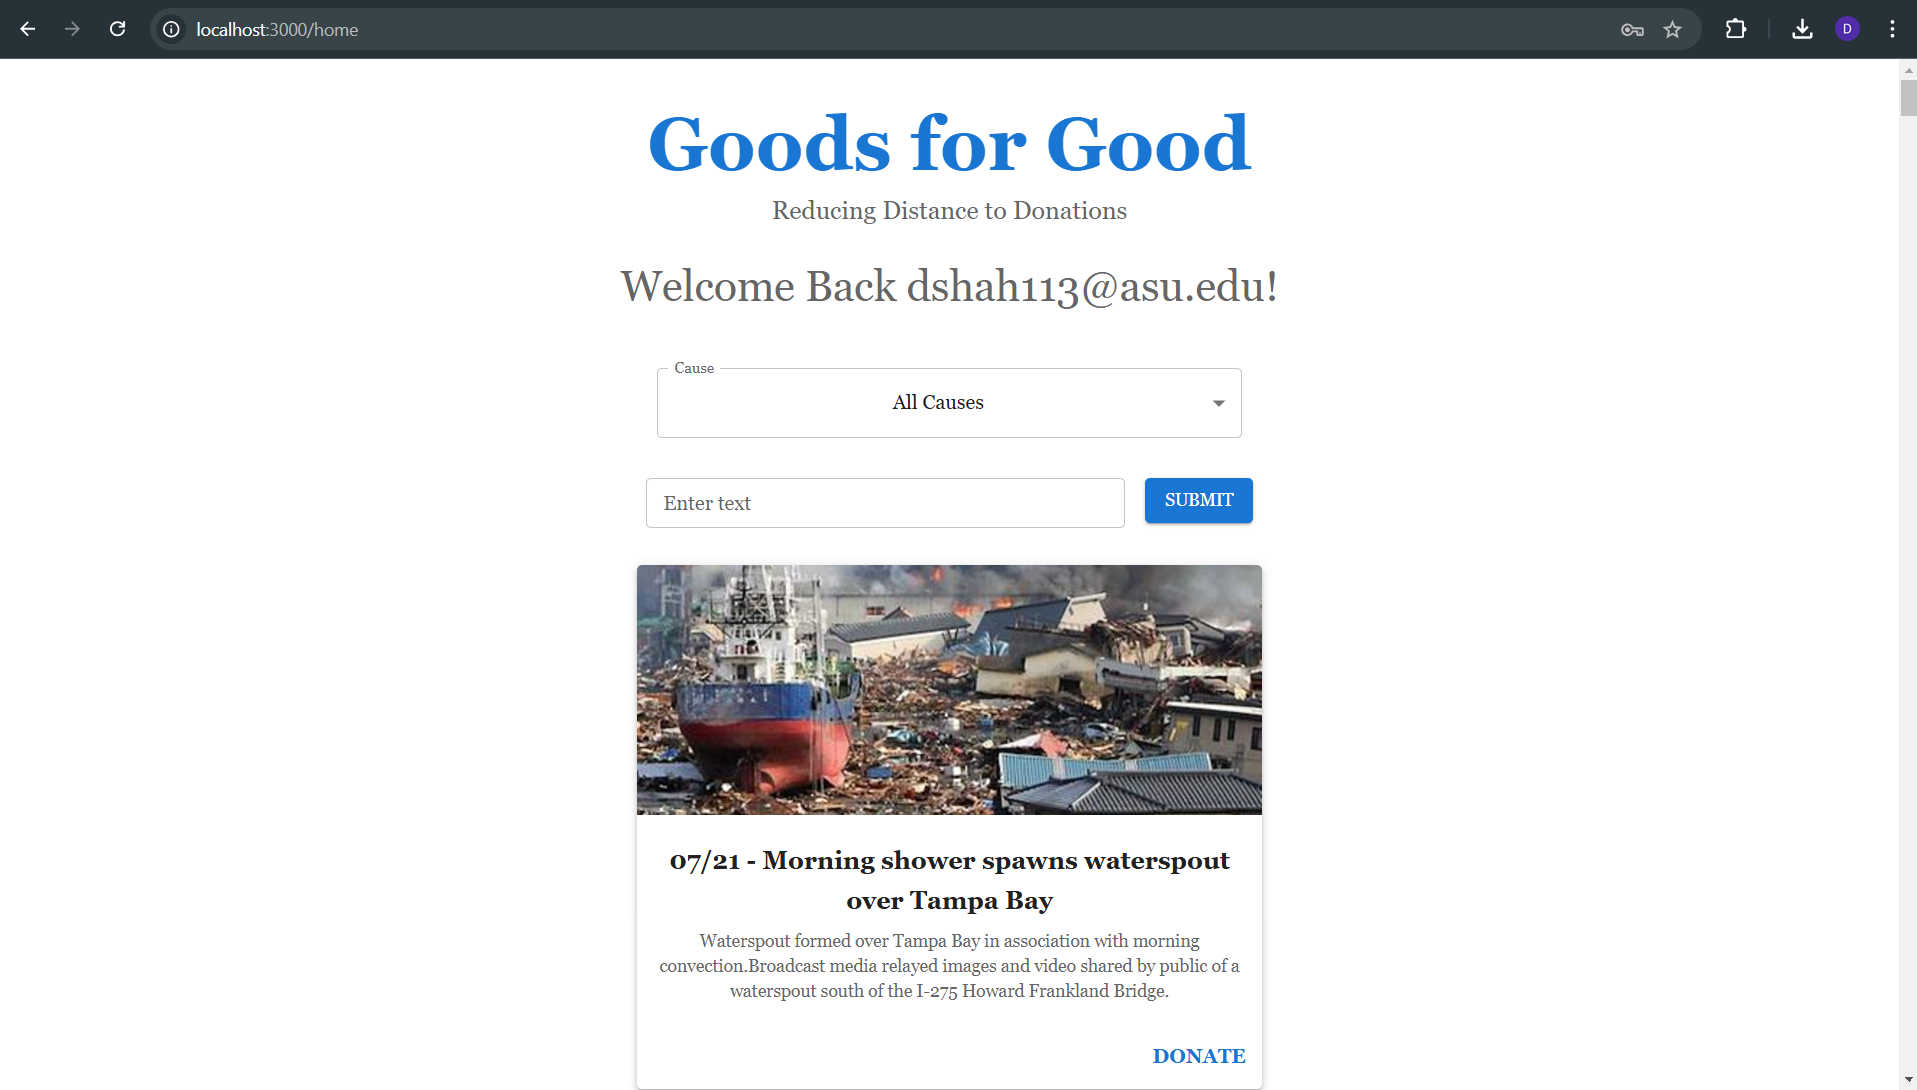 localhost:3000/home
D
Goods for Good
Reducing Distance to Donations
Welcome Back dshah113@asu.edu!
Cause
All Causes
Enter text
SUBMIT
07/21 - Morning shower spawns waterspout
over Tampa Bay
Waterspout formed over Tampa Bay in association with morning
convection.Broadcast media relayed images and video shared by public of a
waterspout south of the I-275 Howard Frankland Bridge.
DONATE